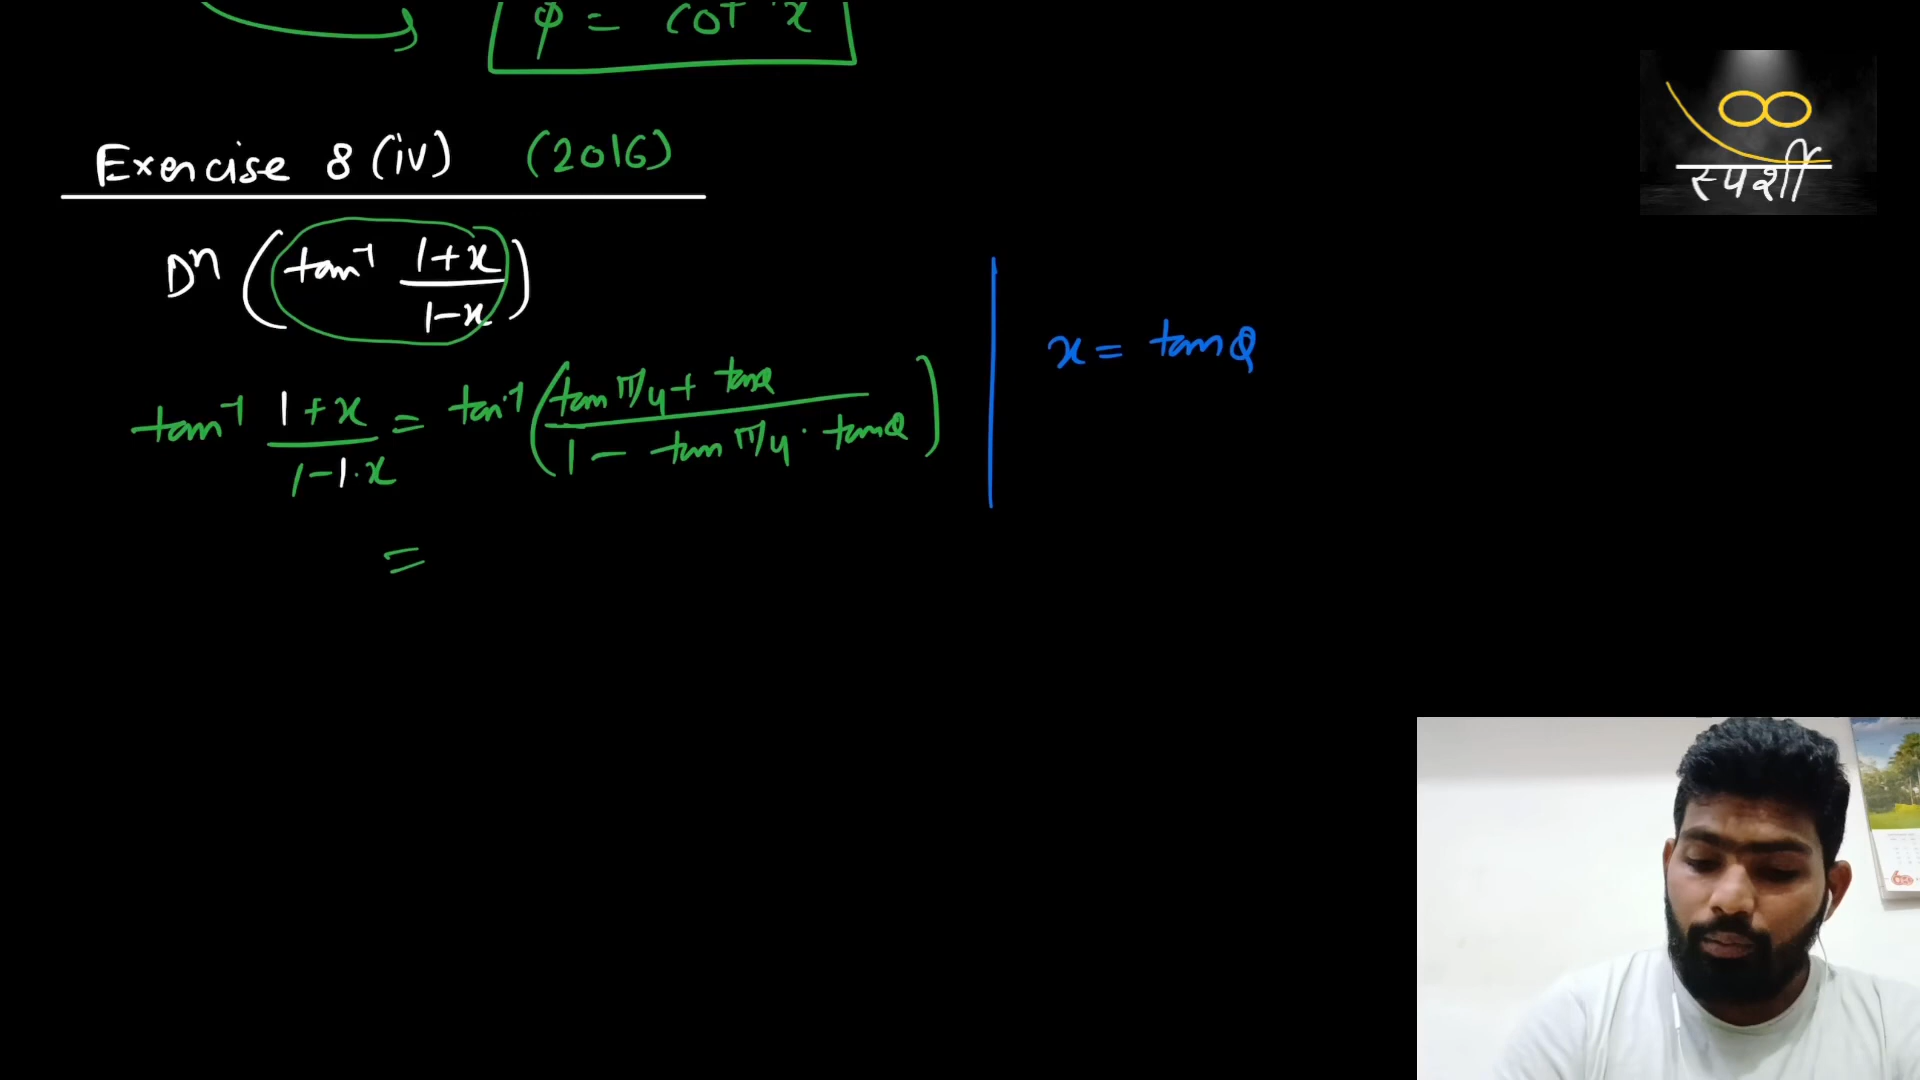 φ = cot⁻¹ x
Exercise 8 (iv) (2016)
Dⁿ (tan⁻¹ (1+x)/(1-x))
tan⁻¹ (1+x)/(1-1·x) = tan⁻¹ ((tan π/4 + tanθ)/(1 - tan π/4 · tanθ))
=
x = tanθ
स्पर्शी